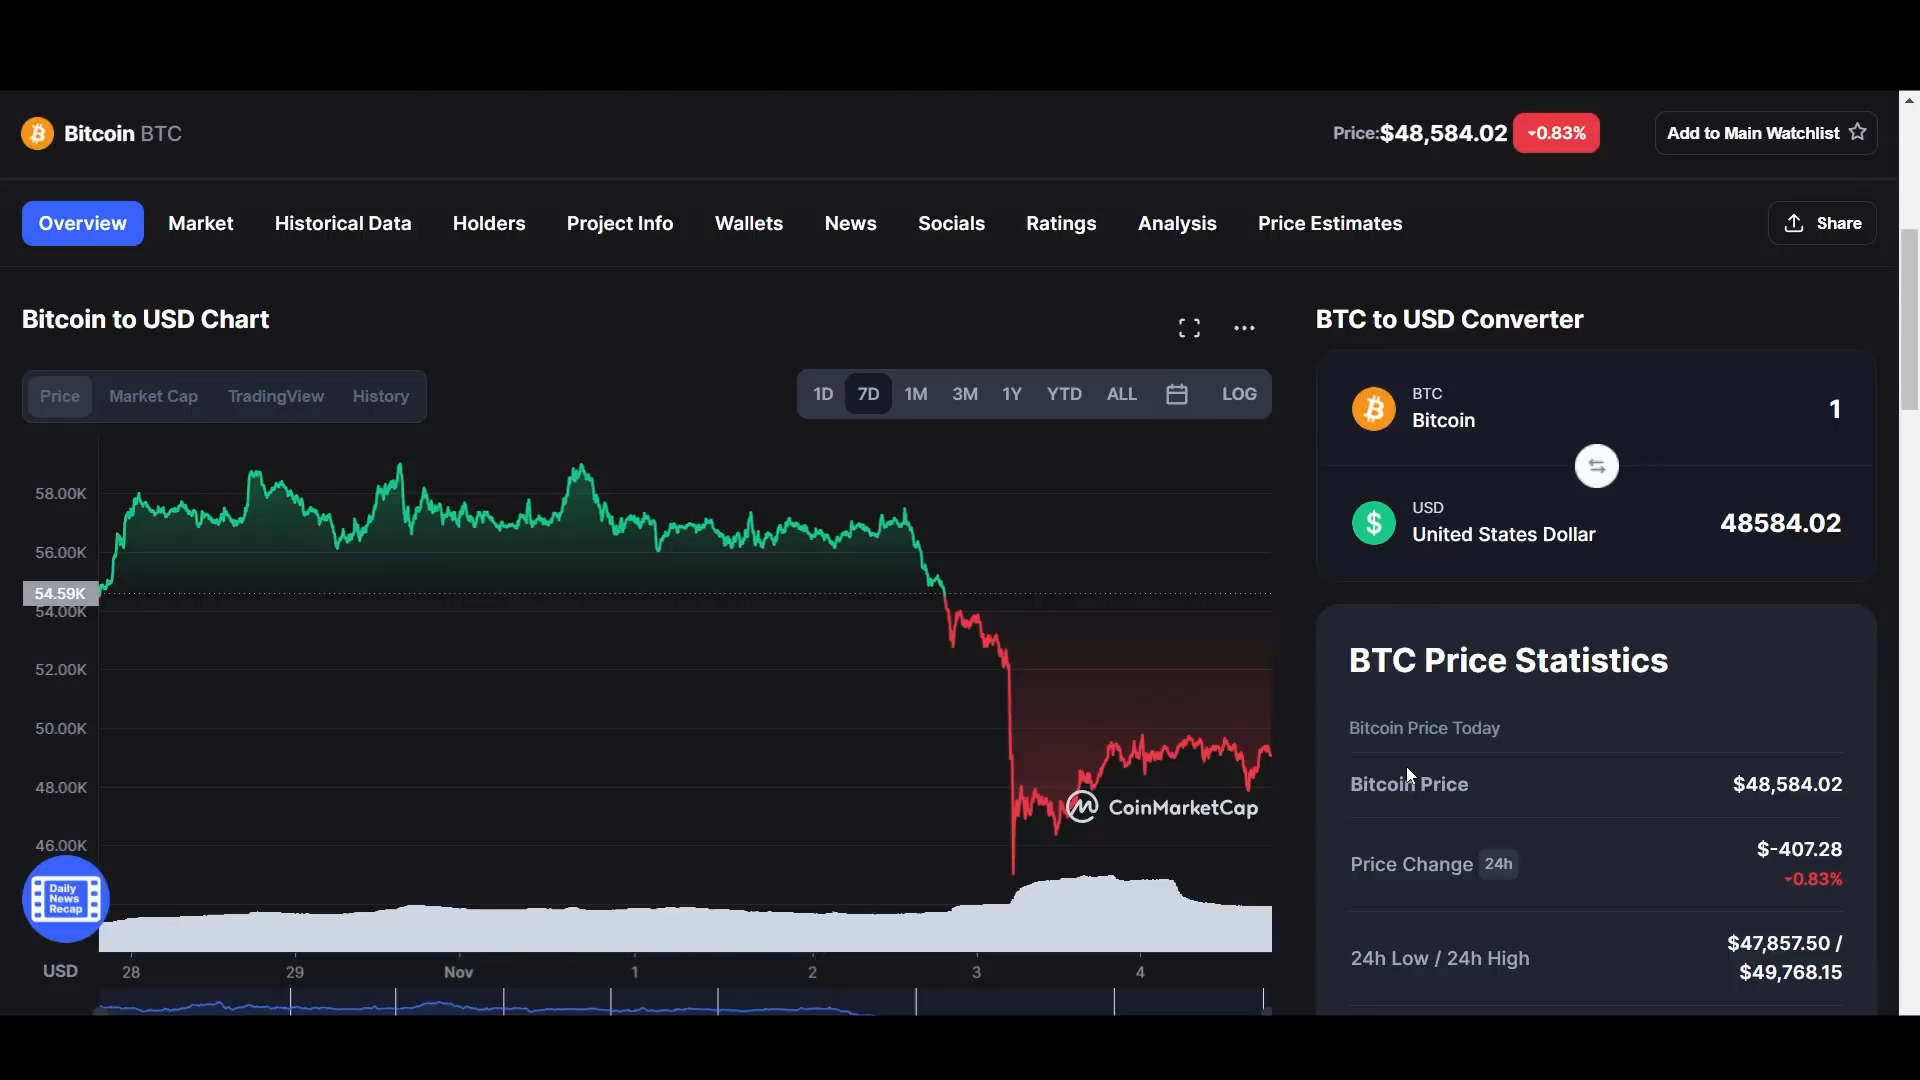 Bitcoin BTC
Price:$48,584.02
0.83%
Add to Main Watchlist
Overview
Market
Historical Data
Holders
Project Info
Wallets
News
Socials
Ratings
Analysis
Price Estimates
Share
Bitcoin to USD Chart
Price
Market Cap
TradingView
History
1D
7D
1M
3M
1Y
YTD
ALL
LOG
58.00K
56.00K
54.59K
54.00K
52.00K
50.00K
48.00K
46.00K
CoinMarketCap
Daily
News
Recap
USD
28
29
Nov
1
2
3
4
BTC to USD Converter
BTC
Bitcoin
1
USD
United States Dollar
48584.02
BTC Price Statistics
Bitcoin Price Today
Bitcoin Price
$48,584.02
Price Change 24h
$-407.28
0.83%
24h Low / 24h High
$47,857.50 /
$49,768.15